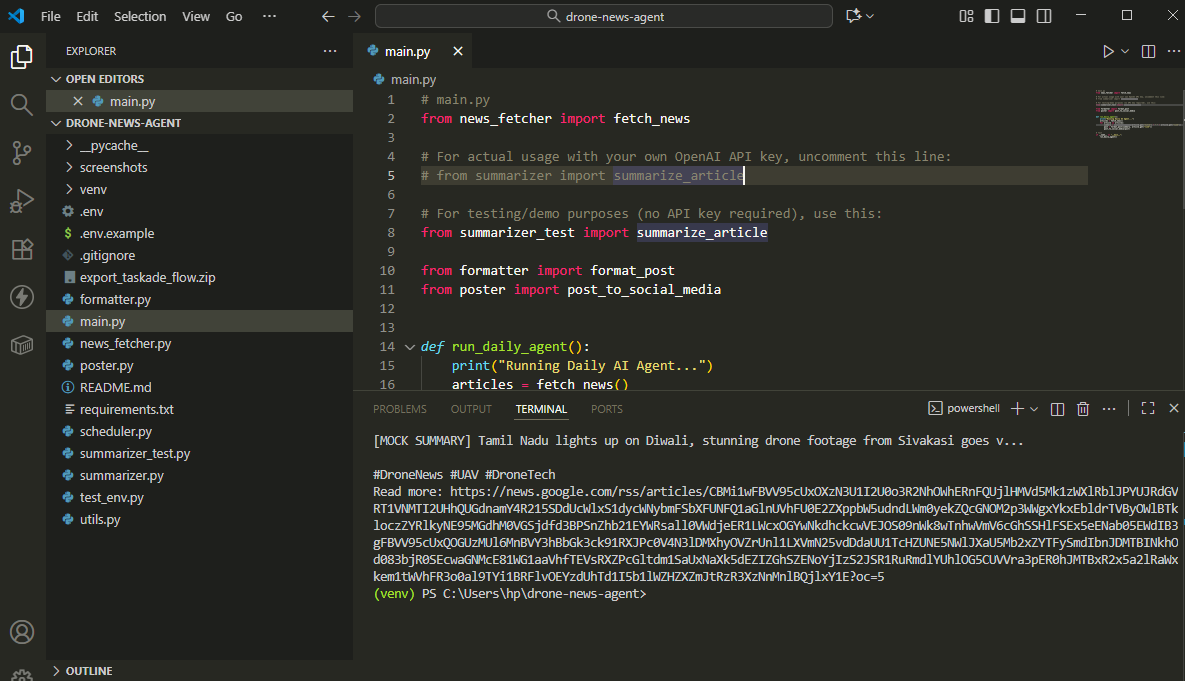 File Edit Selection View Go ··· drone-news-agent
EXPLORER ···
OPEN EDITORS
main.py
DRONE-NEWS-AGENT
__pycache__
screenshots
venv
.env
$ .env.example
.gitignore
export_taskade_flow.zip
formatter.py
main.py
news_fetcher.py
poster.py
README.md
requirements.txt
scheduler.py
summarizer_test.py
summarizer.py
test_env.py
utils.py
OUTLINE
main.py
main.py
1 # main.py
2 from news_fetcher import fetch_news
3
4 # For actual usage with your own OpenAI API key, uncomment this line:
5 # from summarizer import summarize_article
6
7 # For testing/demo purposes (no API key required), use this:
8 from summarizer_test import summarize_article
9
10 from formatter import format_post
11 from poster import post_to_social_media
12
13
14 def run_daily_agent():
15 print("Running Daily AI Agent...")
16 articles = fetch_news()
PROBLEMS OUTPUT TERMINAL PORTS powershell
[MOCK SUMMARY] Tamil Nadu lights up on Diwali, stunning drone footage from Sivakasi goes v...
#DroneNews #UAV #DroneTech
Read more: https://news.google.com/rss/articles/
(venv) PS C:\Users\hp\drone-news-agent>